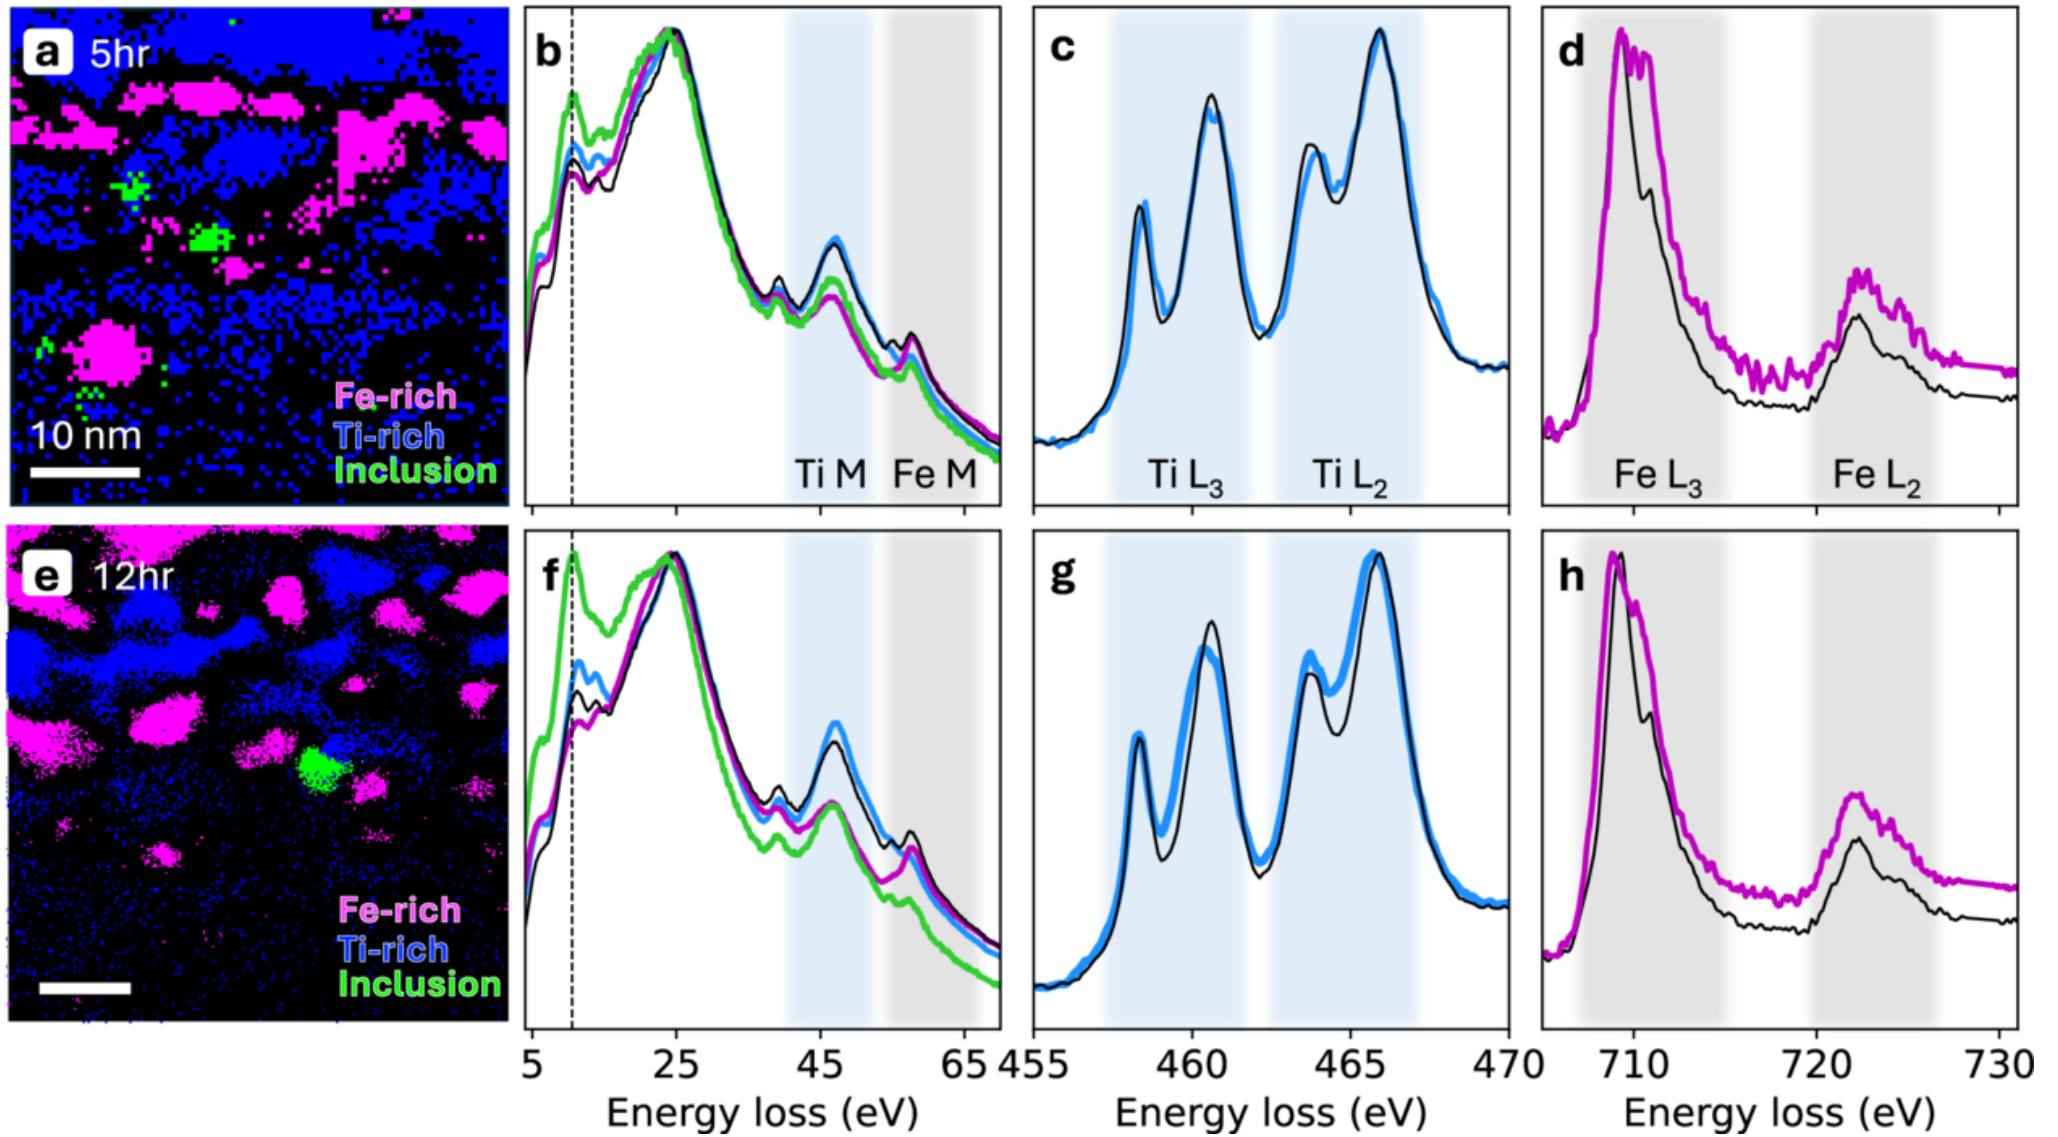 a 5hr
Fe-rich
Ti-rich
Inclusion
10 nm
b
Ti M Fe M
c
Ti L3 Ti L2
d
Fe L3 Fe L2
e 12hr
Fe-rich
Ti-rich
Inclusion
f
g
h
5 25 45 65
Energy loss (eV)
455 460 465 470
Energy loss (eV)
710 720 730
Energy loss (eV)